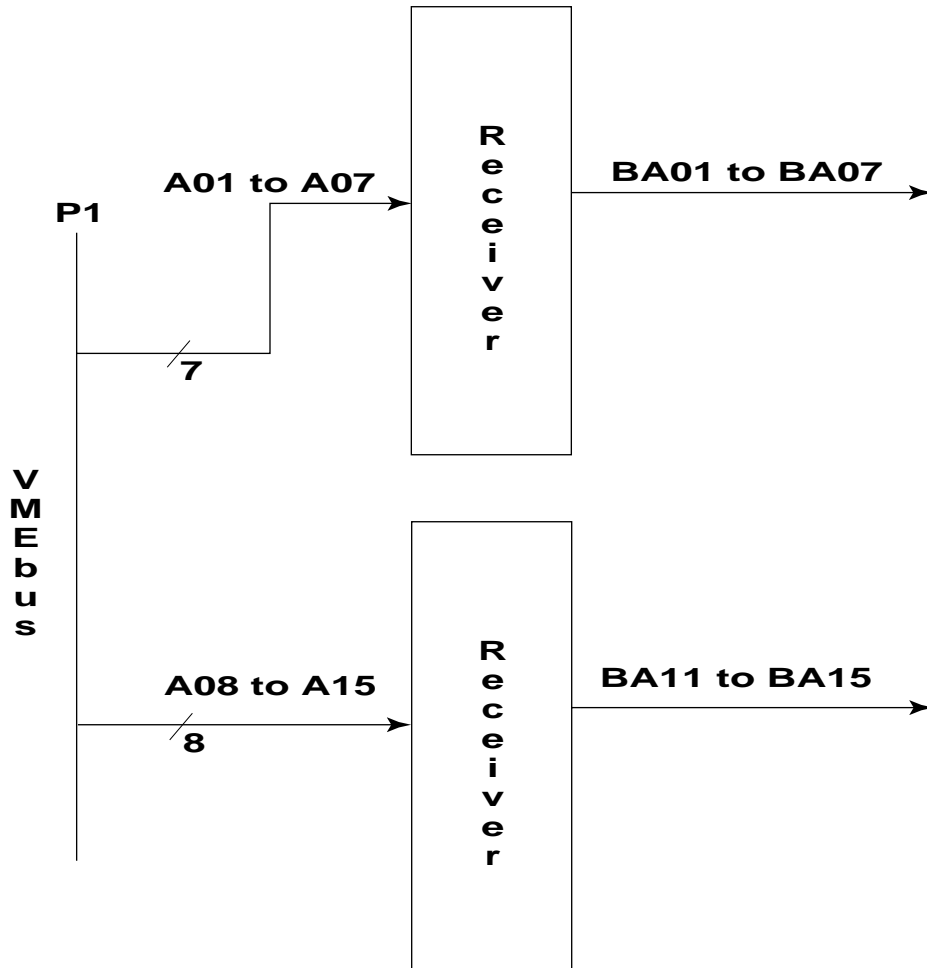 A01 to A07
BA01 to BA07
P1
7
Receiver
VMEbus
A08 to A15
BA11 to BA15
8
Receiver